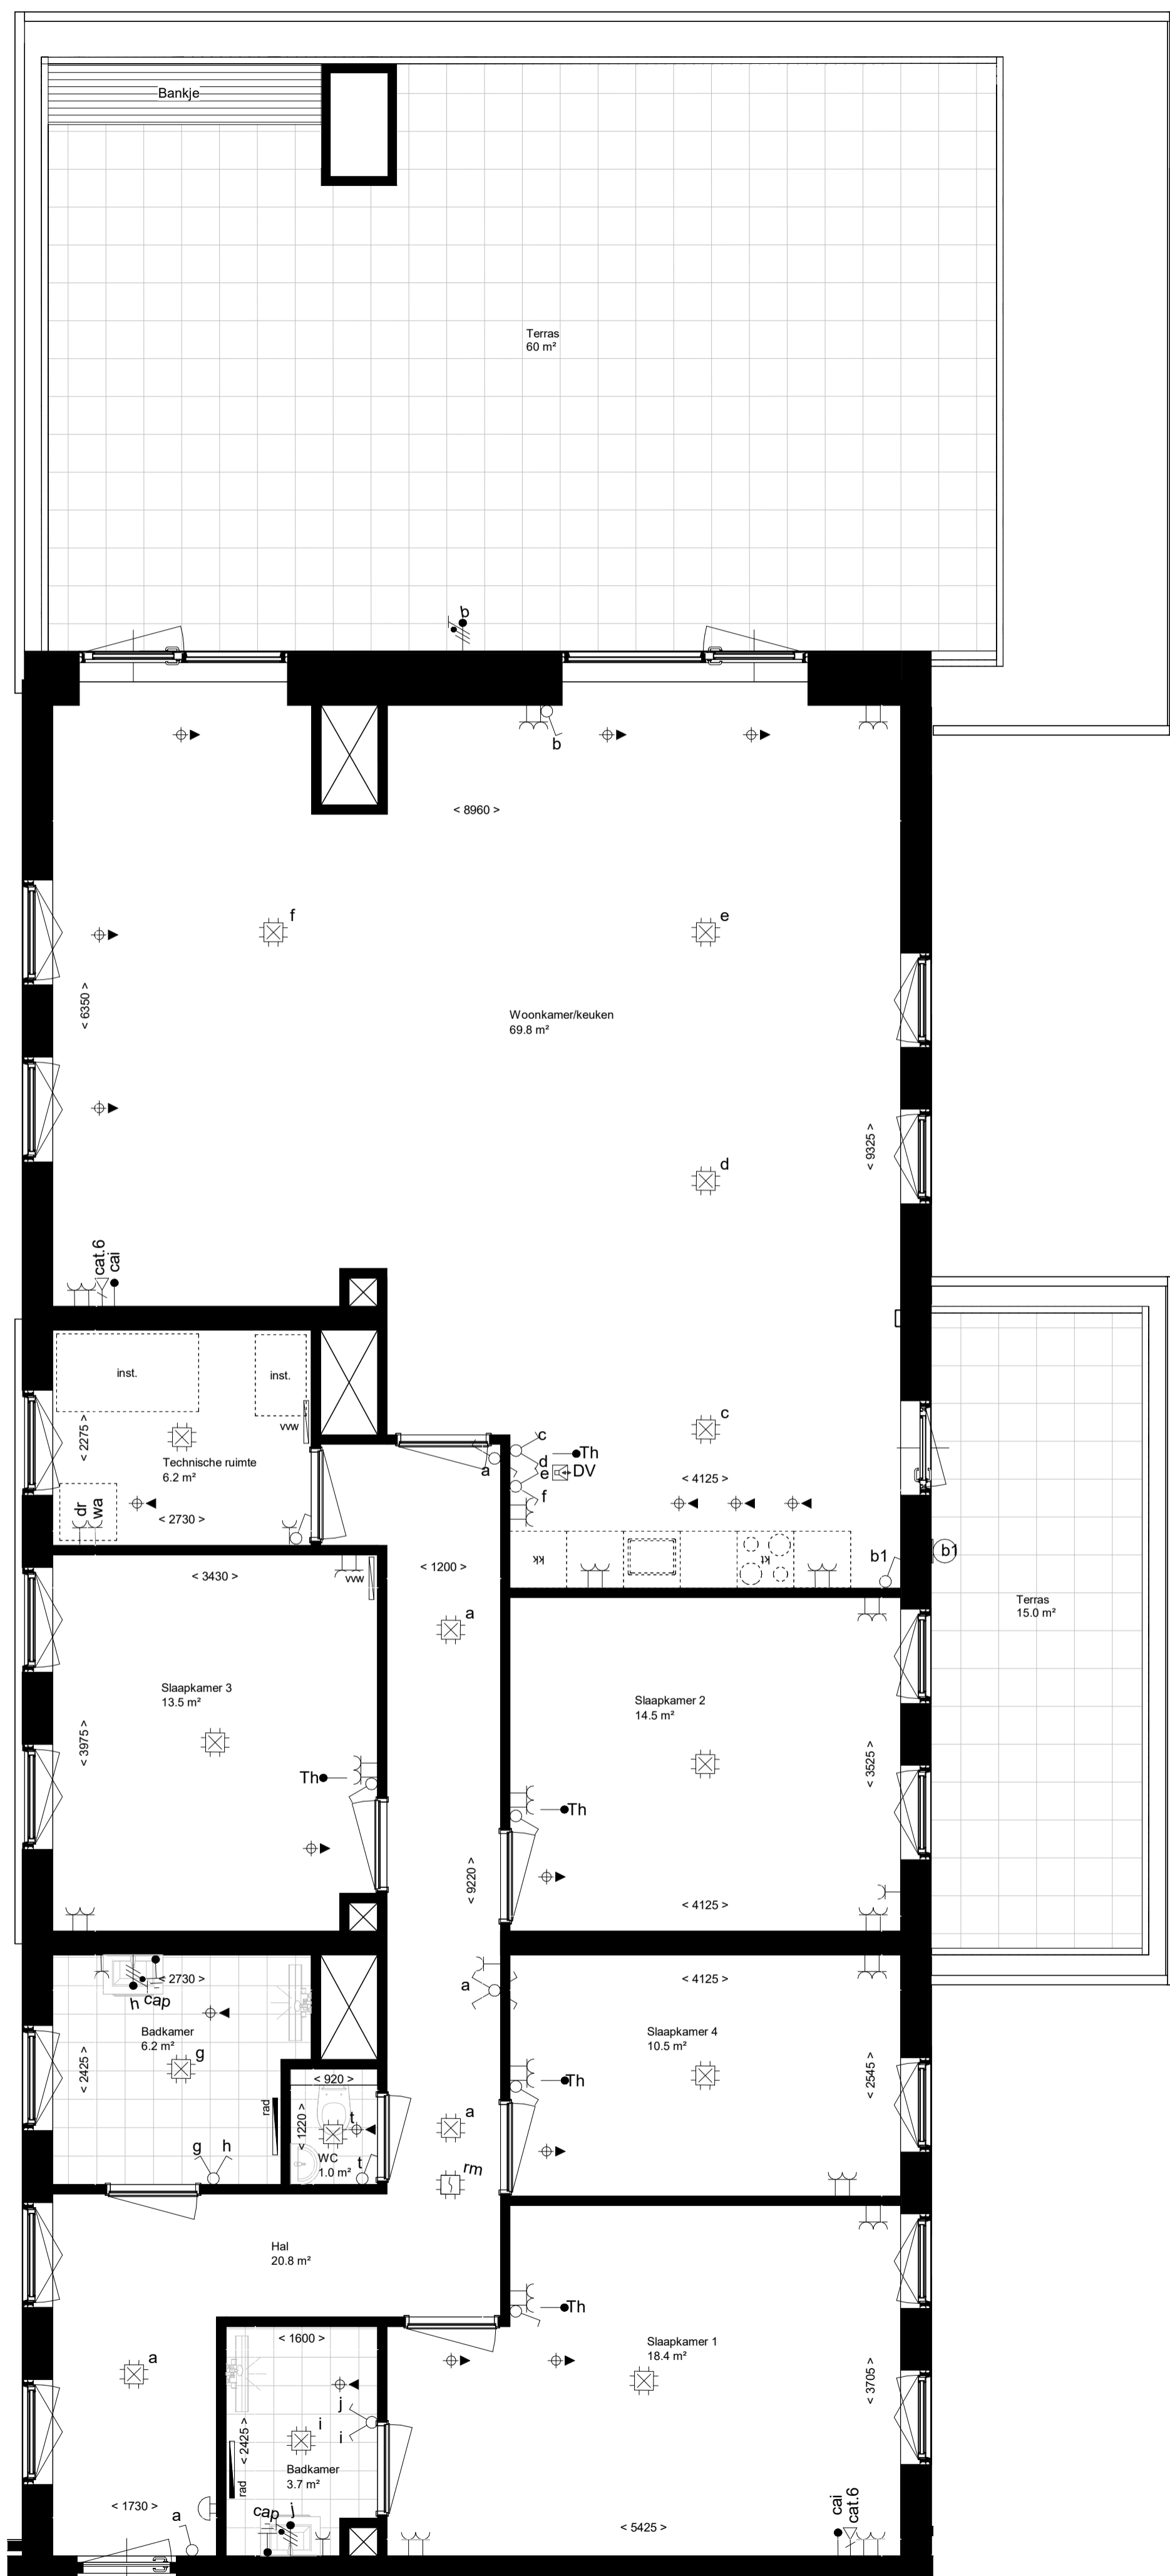 Bankje
Terras
60 m²
b
b
< 8960 >
f
e
< 6350 >
Woonkamer/keuken
69.8 m²
< 9325 >
d
cat.6
cai
inst.
inst.
vvw
< 2275 >
Technische ruimte
6.2 m²
dr
wa
< 2730 >
a
c
d
e
f
Th
DV
c
< 4125 >
kk
kt
b1
b1
Terras
15.0 m²
< 3430 >
vvw
< 1200 >
a
Slaapkamer 3
13.5 m²
< 3975 >
Th
Slaapkamer 2
14.5 m²
< 3525 >
Th
< 9220 >
< 4125 >
h
cap
< 2730 >
Badkamer
6.2 m²
g
< 2425 >
rad
g
h
< 920 >
< 1220 >
t
WC
1.0 m²
t
a
a
rm
< 4125 >
Slaapkamer 4
10.5 m²
< 2545 >
Th
Hal
20.8 m²
a
< 1730 >
a
< 1600 >
j
i
i
< 2425 >
rad
Badkamer
3.7 m²
cap
j
Th
Slaapkamer 1
18.4 m²
< 3705 >
< 5425 >
cai
cat.6